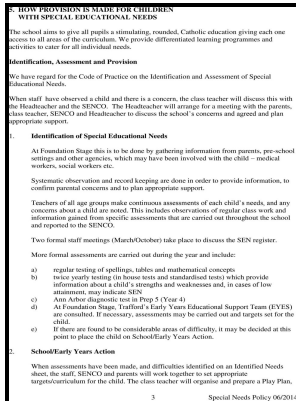 5. HOW PROVISION IS MADE FOR CHILDREN
WITH SPECIAL EDUCATIONAL NEEDS
The school aims to give all pupils a stimulating, rounded, Catholic education giving each one
access to all areas of the curriculum. We provide differentiated learning programmes and
activities to cater for all individual needs.
Identification, Assessment and Provision
We have regard for the Code of Practice on the Identification and Assessment of Special
Educational Needs.
When staff have observed a child and there is a concern, the class teacher will discuss this with
the Headteacher and the SENCO. The Headteacher will arrange for a meeting with the parents,
class teacher, SENCO and Headteacher to discuss the school's concerns and agreed and plan
appropriate support.
1. Identification of Special Educational Needs
At Foundation Stage this is to be done by gathering information from parents, pre-school
settings and other agencies, which may have been involved with the child – medical
workers, social workers etc.
Systematic observation and record keeping are done in order to provide information, to
confirm parental concerns and to plan appropriate support.
Teachers of all age groups make continuous assessments of each child's needs, and any
concerns about a child are noted. This includes observations of regular class work and
information gained from specific assessments that are carried out throughout the school
and reported to the SENCO.
Two formal staff meetings (March/October) take place to discuss the SEN register.
More formal assessments are carried out during the year and include:
a) regular testing of spellings, tables and mathematical concepts
b) twice yearly testing (in house tests and standardised tests) which provide
information about a child's strengths and weaknesses and, in cases of low
attainment, may indicate SEN
c) Ann Arbor diagnostic test in Prep 5 (Year 4)
d) At Foundation Stage, Trafford's Early Years Educational Support Team (EYES)
are consulted. If necessary, assessments may be carried out and targets set for the
child.
e) If there are found to be considerable areas of difficulty, it may be decided at this
point to place the child on School/Early Years Action.
2. School/Early Years Action
When assessments have been made, and difficulties identified on an Identified Needs
sheet, the staff, SENCO and parents will work together to set appropriate
targets/curriculum for the child. The class teacher will organise and prepare a Play Plan,
3 Special Needs Policy 06/2014